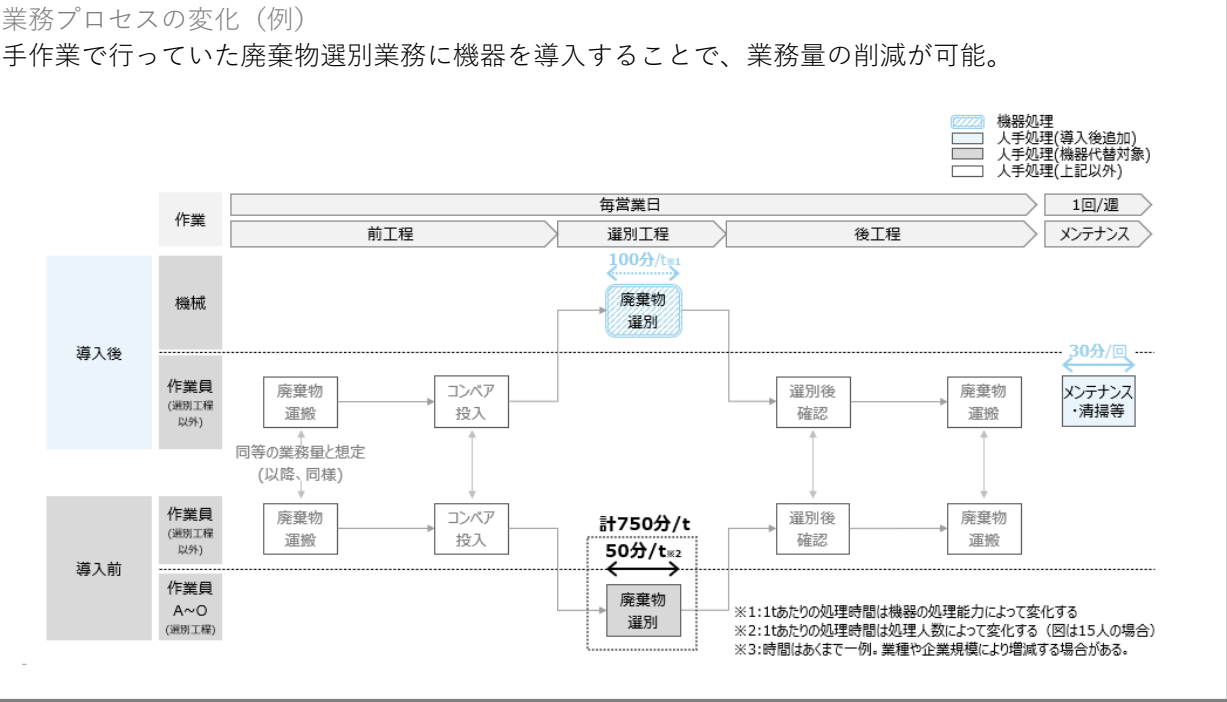 業務プロセスの変化（例）
手作業で行っていた廃棄物選別業務に機器を導入することで、業務量の削減が可能。
機器処理
人手処理(導入後追加)
人手処理(機器代替対象)
人手処理(上記以外)
作業
毎営業日
1回/週
前工程
選別工程
後工程
メンテナンス
導入後
機械
100分/t※1
廃棄物
選別
作業員
(選別工程
以外)
廃棄物
運搬
コンベア
投入
選別後
確認
廃棄物
運搬
30分/回
メンテナンス
・清掃等
同等の業務量と想定
(以降、同様)
導入前
作業員
(選別工程
以外)
廃棄物
運搬
コンベア
投入
選別後
確認
廃棄物
運搬
計750分/t
50分/t※2
作業員
A~O
(選別工程)
廃棄物
選別
※1:1tあたりの処理時間は機器の処理能力によって変化する
※2:1tあたりの処理時間は処理人数によって変化する（図は15人の場合）
※3:時間はあくまで一例。業種や企業規模により増減する場合がある。